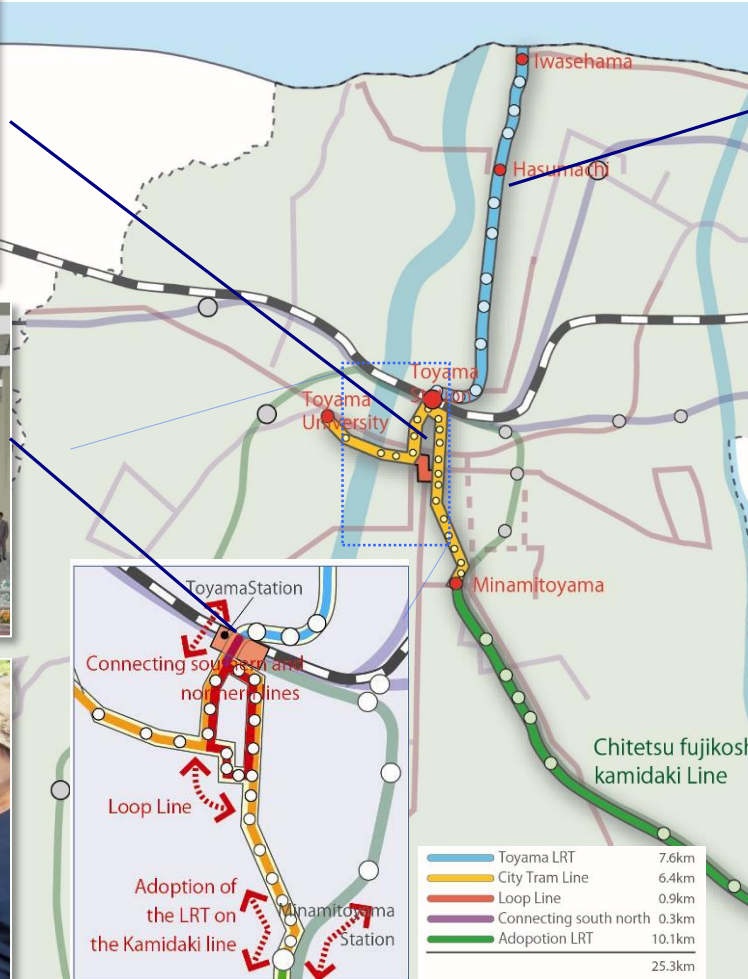 Iwasehama
Hasumachi
Toyama
Station
Toyama
University
Minamitoyama
Chitetsu fujikosh
kamidaki Line
ToyamaStation
Connecting southern and
northern lines
Loop Line
Adoption of
the LRT on
the Kamidaki line
Minamitoyama
Station
Toyama LRT 7.6km
City Tram Line 6.4km
Loop Line 0.9km
Connecting south north 0.3km
Adopotion LRT 10.1km
25.3km